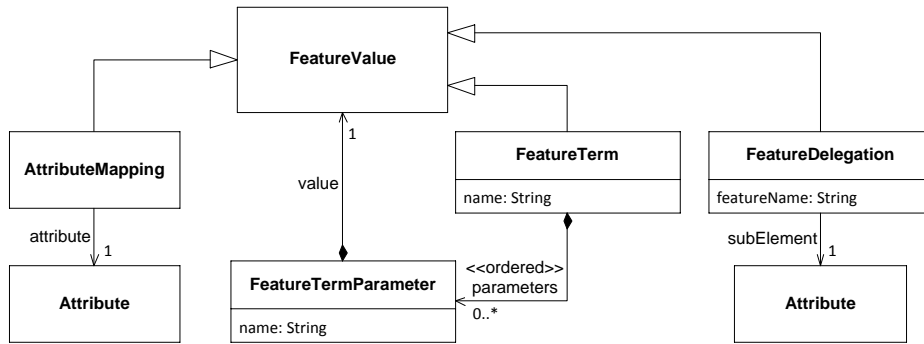 FeatureValue
1
AttributeMapping
FeatureTerm
name: String
FeatureDelegation
featureName: String
value
attribute
1
subElement
1
<<ordered>>
parameters
0..*
Attribute
FeatureTermParameter
name: String
Attribute